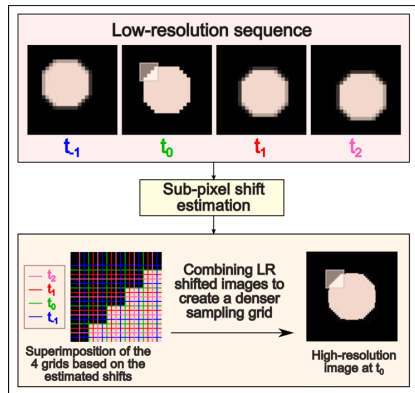 Low-resolution sequence
t-1 t0 t1 t2
Sub-pixel shift
estimation
t2
t1
t0
t-1
Superimposition of the
4 grids based on the
estimated shifts
Combining LR
shifted images to
create a denser
sampling grid
High-resolution
image at t0